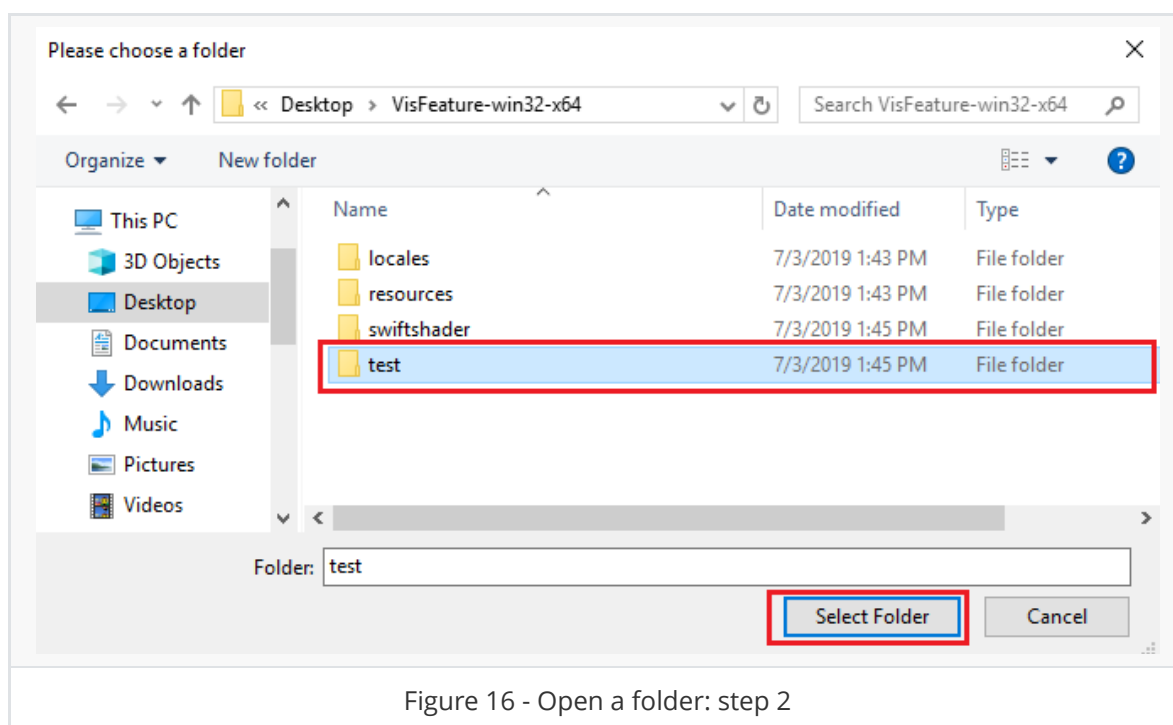 Please choose a folder
« Desktop > VisFeature-win32-x64
Search VisFeature-win32-x64
Organize
New folder
?
Name
Date modified
Type
This PC
3D Objects
Desktop
Documents
Downloads
Music
Pictures
Videos
locales 7/3/2019 1:43 PM File folder
resources 7/3/2019 1:43 PM File folder
swiftshader 7/3/2019 1:45 PM File folder
test 7/3/2019 1:45 PM File folder
Folder: test
Select Folder
Cancel
Figure 16 - Open a folder: step 2